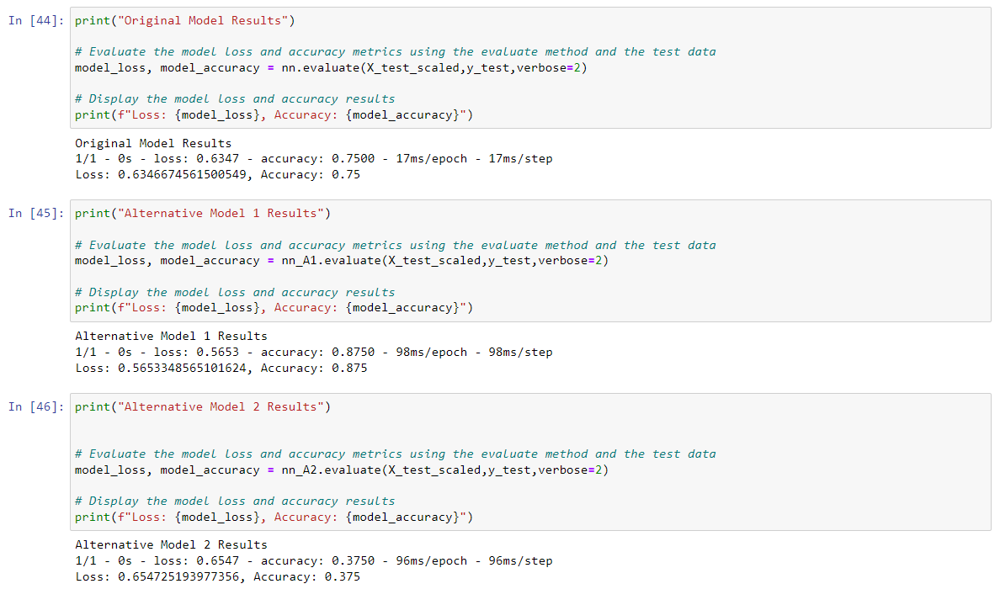 In [44]: print("Original Model Results")
# Evaluate the model loss and accuracy metrics using the evaluate method and the test data
model_loss, model_accuracy = nn.evaluate(X_test_scaled,y_test,verbose=2)
# Display the model loss and accuracy results
print(f"Loss: {model_loss}, Accuracy: {model_accuracy}")
Original Model Results
1/1 - 0s - loss: 0.6347 - accuracy: 0.7500 - 17ms/epoch - 17ms/step
Loss: 0.6346674561500549, Accuracy: 0.75
In [45]: print("Alternative Model 1 Results")
# Evaluate the model loss and accuracy metrics using the evaluate method and the test data
model_loss, model_accuracy = nn_A1.evaluate(X_test_scaled,y_test,verbose=2)
# Display the model loss and accuracy results
print(f"Loss: {model_loss}, Accuracy: {model_accuracy}")
Alternative Model 1 Results
1/1 - 0s - loss: 0.5653 - accuracy: 0.8750 - 98ms/epoch - 98ms/step
Loss: 0.5653348565101624, Accuracy: 0.875
In [46]: print("Alternative Model 2 Results")
# Evaluate the model loss and accuracy metrics using the evaluate method and the test data
model_loss, model_accuracy = nn_A2.evaluate(X_test_scaled,y_test,verbose=2)
# Display the model loss and accuracy results
print(f"Loss: {model_loss}, Accuracy: {model_accuracy}")
Alternative Model 2 Results
1/1 - 0s - loss: 0.6547 - accuracy: 0.3750 - 96ms/epoch - 96ms/step
Loss: 0.654725193977356, Accuracy: 0.375